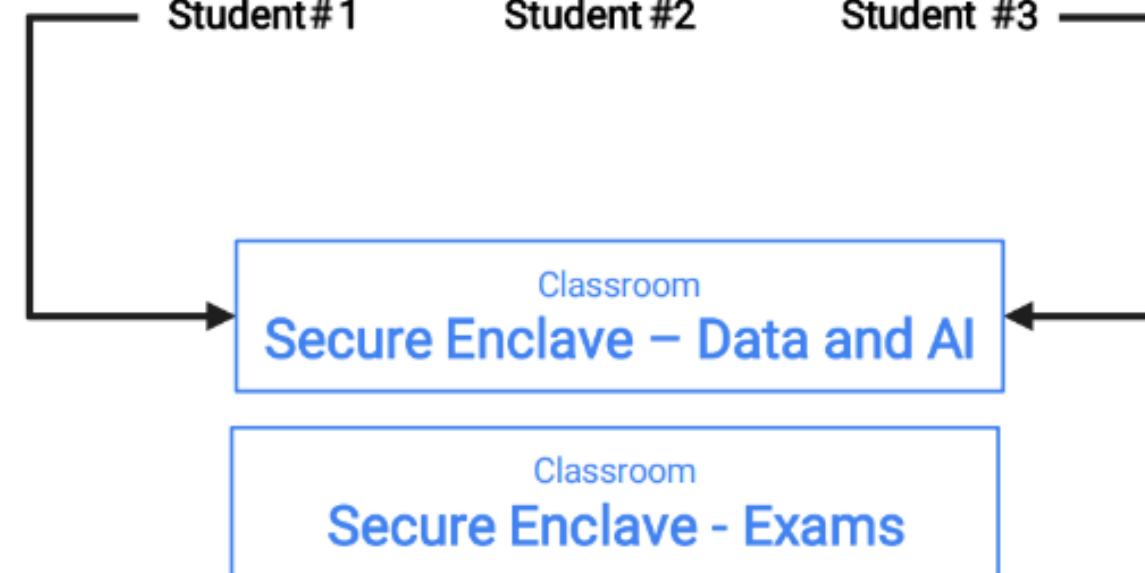 Student #1 Student #2 Student #3
Classroom
Secure Enclave – Data and AI
Classroom
Secure Enclave - Exams